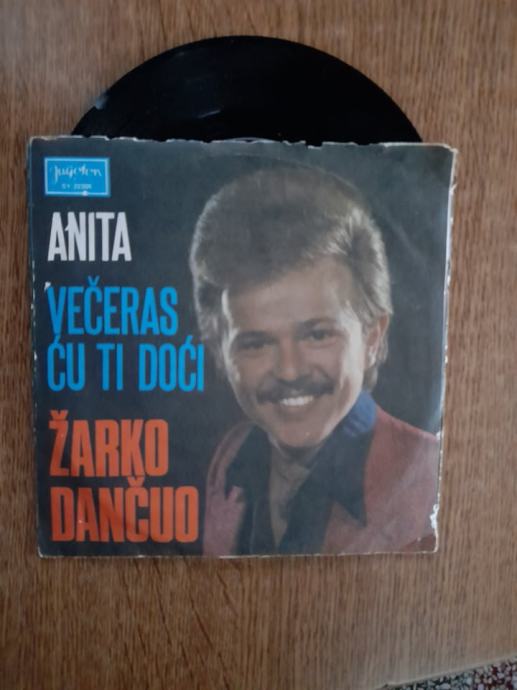 Jugoton
ANITA
VEČERAS
ĆU TI DOĆI
ŽARKO
DANČUO